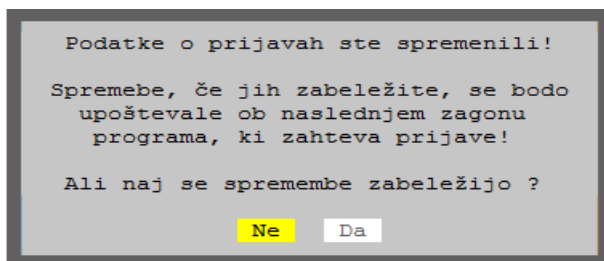 Podatke o prijavah ste spremenili!
Spremebe, če jih zabeležite, se bodo
upoštevale ob naslednjem zagonu
programa, ki zahteva prijave!
Ali naj se spremembe zabeležijo ?
Ne Da